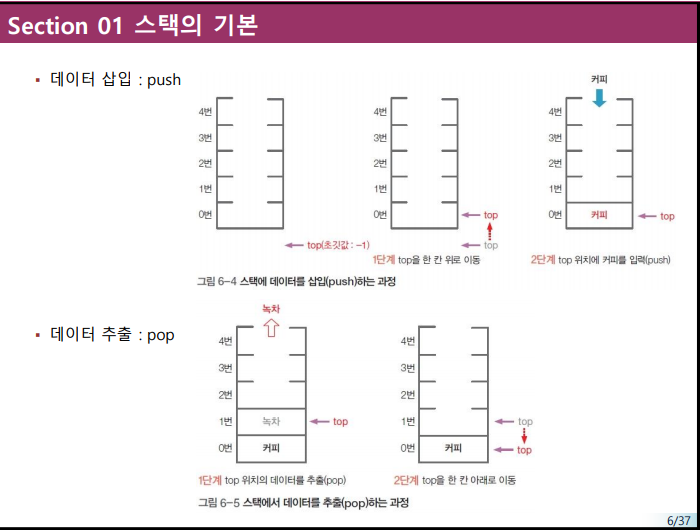 Section 01 스택의 기본
▪ 데이터 삽입 : push
커피
4번 4번 4번
3번 3번 3번
2번 2번 2번
1번 1번 1번
0번 0번 top 0번 커피 top
top(초깃값 : -1) top
1단계 top을 한 칸 위로 이동 2단계 top 위치에 커피를 입력(push)
그림 6-4 스택에 데이터를 삽입(push)하는 과정
녹차
▪ 데이터 추출 : pop
4번 4번
3번 3번
2번 2번
1번 녹차 top 1번 top
0번 커피 0번 커피 top
1단계 top 위치의 데이터를 추출(pop) 2단계 top을 한 칸 아래로 이동
그림 6-5 스택에서 데이터를 추출(pop)하는 과정
6/37